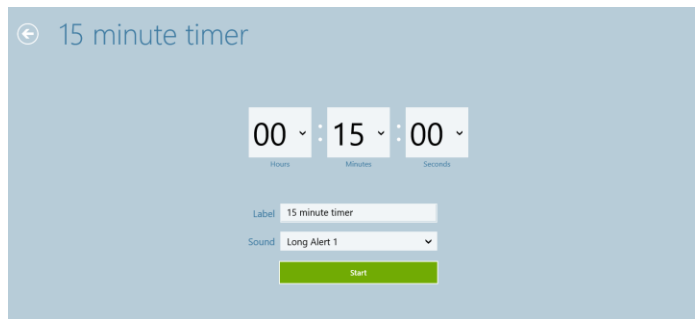 15 minute timer
00 : 15 : 00
Hours Minutes Seconds
Label 15 minute timer
Sound Long Alert 1
Start